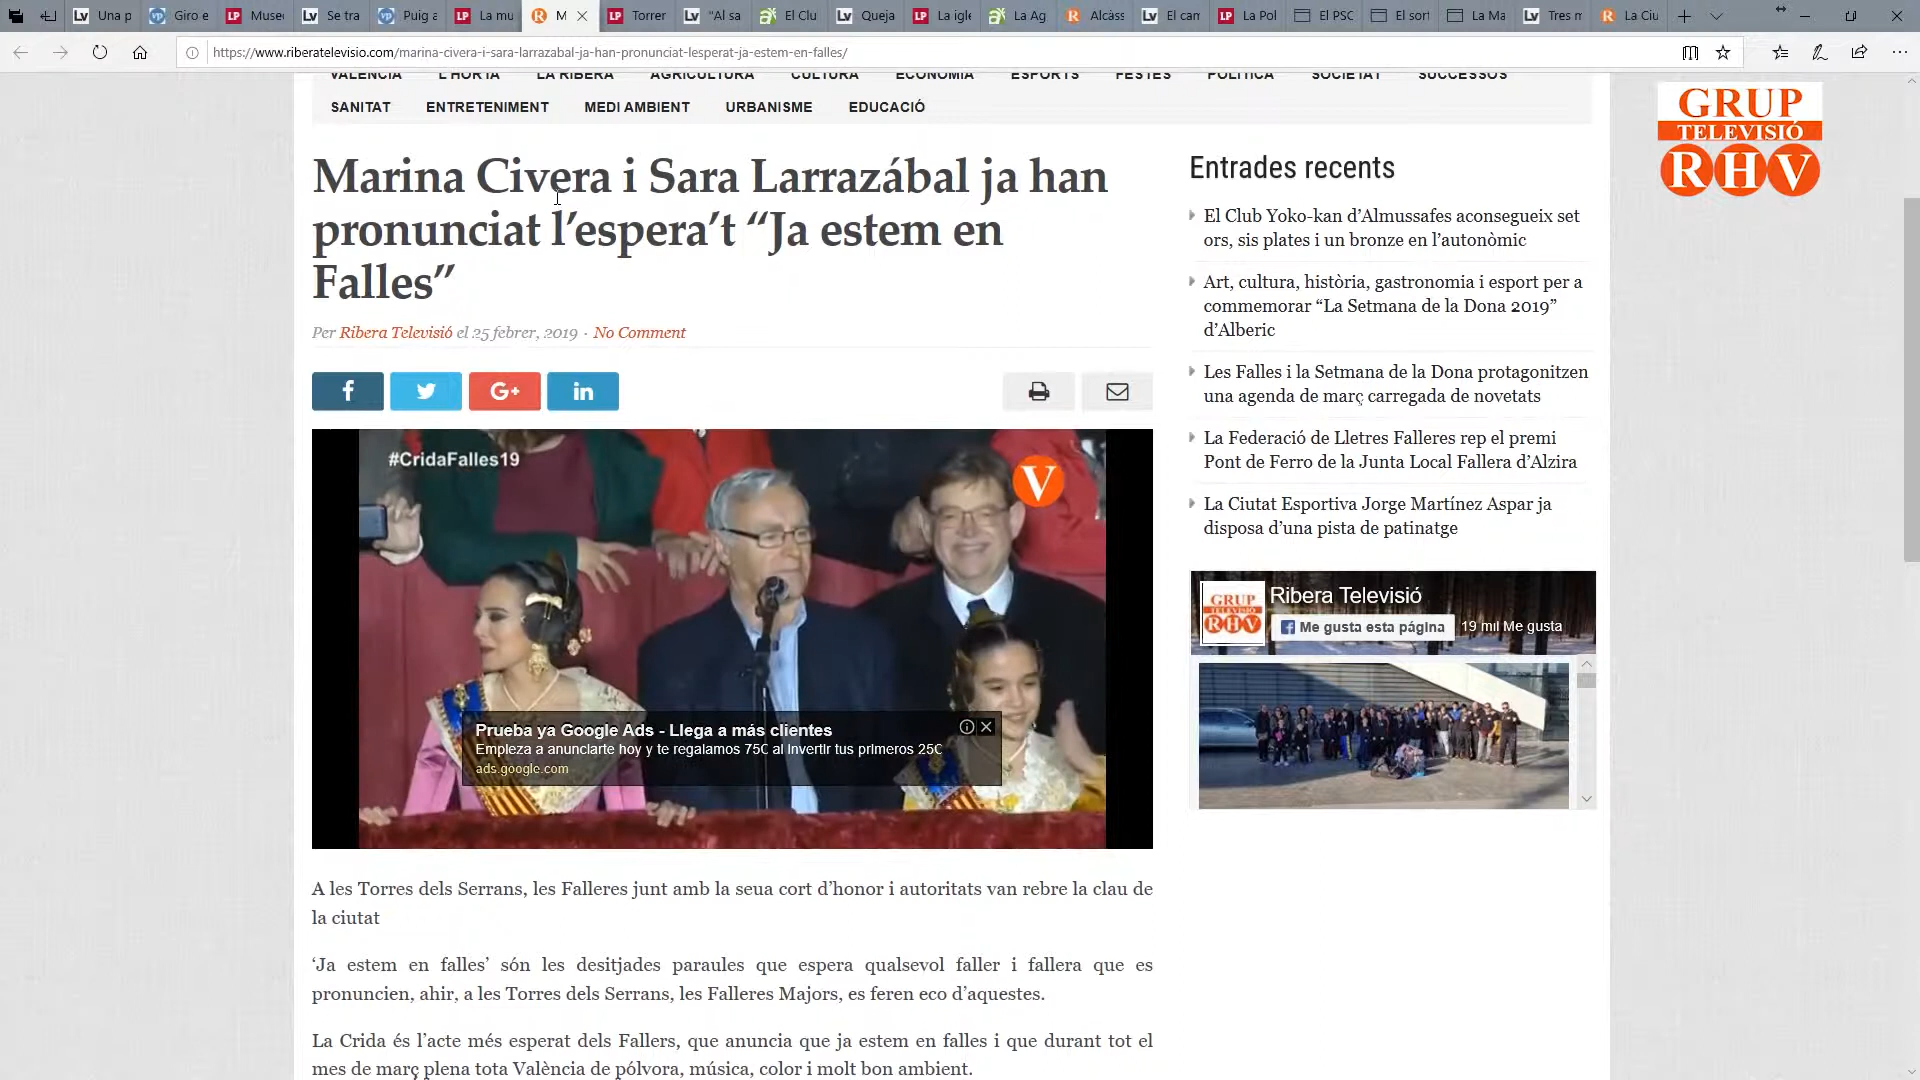 Una p
Giro e
Museo
Se tra
Puig a
La mu
M
Torrer
"Al sa
El Clu
Queja
La igle
La Ag
Alcàss
El cam
La Pol
El PSC
El sort
La Ma
Tres m
La Ciu
https://www.riberatelevisio.com/marina-civera-i-sara-larrazabal-ja-han-pronunciat-lesperat-ja-estem-en-falles/
VALÈNCIA L'HORTA LA RIBERA AGRICULTURA CULTURA ECONOMIA ESPORTS FESTES POLÍTICA SOCIETAT SUCCESSOS
SANITAT ENTRETENIMENT MEDI AMBIENT URBANISME EDUCACIÓ
GRUP
TELEVISIÓ
RHV
Marina Civera i Sara Larrazábal ja han
pronunciat l’espera’t “Ja estem en
Falles”
Per Ribera Televisió el 25 febrer, 2019 · No Comment
f
G+
in
#CridaFalles19
V
Prueba ya Google Ads - Llega a más clientes
Empieza a anunciarte hoy y te regalamos 75€ al invertir tus primeros 25€
ads.google.com
A les Torres dels Serrans, les Falleres junt amb la seua cort d’honor i autoritats van rebre la clau de
la ciutat
‘Ja estem en falles’ són les desitjades paraules que espera qualsevol faller i fallera que es
pronuncien, ahir, a les Torres dels Serrans, les Falleres Majors, es feren eco d’aquestes.
La Crida és l’acte més esperat dels Fallers, que anuncia que ja estem en falles i que durant tot el
mes de març plena tota València de pólvora, música, color i molt bon ambient.
Entrades recents
El Club Yoko-kan d’Almussafes aconsegueix set
ors, sis plates i un bronze en l’autonòmic
Art, cultura, història, gastronomia i esport per a
commemorar “La Setmana de la Dona 2019”
d’Alberic
Les Falles i la Setmana de la Dona protagonitzen
una agenda de març carregada de novetats
La Federació de Lletres Falleres rep el premi
Pont de Ferro de la Junta Local Fallera d’Alzira
La Ciutat Esportiva Jorge Martínez Aspar ja
disposa d’una pista de patinatge
GRUP
TELEVISIÓ
RHV
Ribera Televisió
Me gusta esta página
19 mil Me gusta